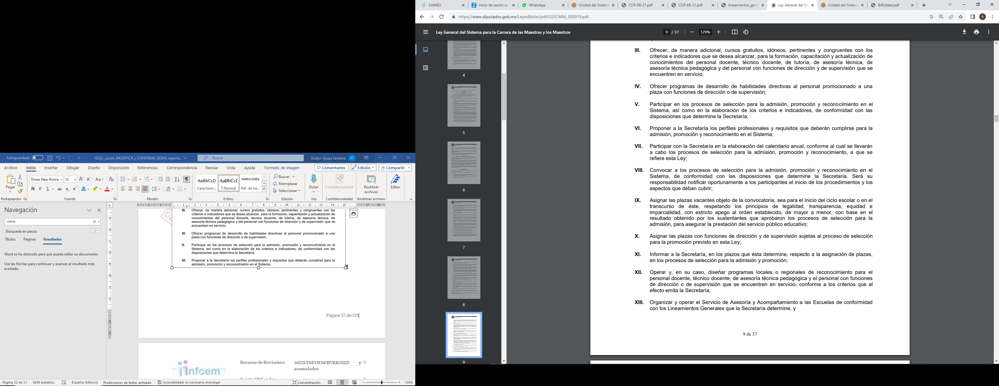 SAIMEX
Inicio de sesión en
WhatsApp
Unidad del Sistema
COP-EB-21.pdf
COP-EB-21.pdf
lineamientos_gene
Ley General del Sis
Unidad del Sistema
BAEstatal.pdf
https://www.diputados.gob.mx/LeyesBiblio/pdf/LGSCMM_300919.pdf
Ley General del Sistema para la Carrera de las Maestras y los Maestros
9 / 37
129%
4
5
6
7
8
9
III. Ofrecer, de manera adicional, cursos gratuitos, idóneos, pertinentes y congruentes con los
criterios e indicadores que se desea alcanzar, para la formación, capacitación y actualización de
conocimientos del personal docente, técnico docente, de tutoría, de asesoría técnica, de
asesoría técnica pedagógica y del personal con funciones de dirección y de supervisión que se
encuentren en servicio;
IV. Ofrecer programas de desarrollo de habilidades directivas al personal promocionado a una
plaza con funciones de dirección o de supervisión;
V. Participar en los procesos de selección para la admisión, promoción y reconocimiento en el
Sistema, así como en la elaboración de los criterios e indicadores, de conformidad con las
disposiciones que determine la Secretaría;
VI. Proponer a la Secretaría los perfiles profesionales y requisitos que deberán cumplirse para la
admisión, promoción y reconocimiento en el Sistema;
VII. Participar con la Secretaría en la elaboración del calendario anual, conforme al cual se llevarán
a cabo los procesos de selección para la admisión, promoción y reconocimiento, a que se
refiere esta Ley;
VIII. Convocar a los procesos de selección para la admisión, promoción y reconocimiento en el
Sistema, de conformidad con las disposiciones que determine la Secretaría. Será su
responsabilidad notificar oportunamente a los participantes el inicio de los procedimientos y los
aspectos que deban cubrir;
IX. Asignar las plazas vacantes objeto de la convocatoria, sea para el inicio del ciclo escolar o en el
transcurso de éste, respetando los principios de legalidad, transparencia, equidad e
imparcialidad, con estricto apego al orden establecido, de mayor a menor, con base en el
resultado obtenido por los sustentantes que aprobaron los procesos de selección para la
admisión, para asegurar la prestación del servicio público educativo;
X. Asignar las plazas con funciones de dirección y de supervisión sujetas al proceso de selección
para la promoción previsto en esta Ley;
XI. Informar a la Secretaría, en los plazos que ésta determine, respecto a la asignación de plazas,
en los procesos de selección para la admisión y promoción;
XII. Operar y, en su caso, diseñar programas locales o regionales de reconocimiento para el
personal docente, técnico docente, de asesoría técnica pedagógica y el personal con funciones
de dirección o de supervisión que se encuentren en servicio, conforme a los criterios que al
efecto emita la Secretaría;
XIII. Organizar y operar el Servicio de Asesoría y Acompañamiento a las Escuelas de conformidad
con los Lineamientos Generales que la Secretaría determine, y
9 de 37
Autoguardado
16232 _acum_MODIFICA y CONFIRMA_SEIEM_reporte...
Buscar
Evelyn Souza Santana
ES
Archivo
Inicio
Insertar
Dibujar
Diseño
Disposición
Referencias
Correspondencia
Revisar
Vista
Ayuda
Formato de imagen
Comentarios
Edición
Compartir
Pegar
Times New Roma
12
N K S ab x₂ x²
AaBbCcD
AaBbCcI
AaBbCcDdEe
Caracteres...
¶ Normal
Ref. de no...
Buscar
Reemplazar
Seleccionar
Dictar
Confidencialidad
Reutilizar
archivos
Editor
Portapapeles
Fuente
Párrafo
Estilos
Edición
Voz
Confidencialidad
Reutilizar archivos
Navegación
cierre
Búsqueda en pausa
Títulos
Páginas
Resultados
Word se ha detenido para que pueda editar su documento.
Use las flechas para continuar y avanzar al resultado más
acertado.
III. Ofrecer, de manera adicional, cursos gratuitos, idóneos, pertinentes y congruentes con los
criterios e indicadores que se desea alcanzar, para la formación, capacitación y actualización de
conocimientos del personal docente, técnico docente, de tutoría, de asesoría técnica, de
asesoría técnica pedagógica y del personal con funciones de dirección y de supervisión que se
encuentren en servicio;
IV. Ofrecer programas de desarrollo de habilidades directivas al personal promocionado a una
plaza con funciones de dirección o de supervisión;
V. Participar en los procesos de selección para la admisión, promoción y reconocimiento en el
Sistema, así como en la elaboración de los criterios e indicadores, de conformidad con las
disposiciones que determine la Secretaría;
VI. Proponer a la Secretaría los perfiles profesionales y requisitos que deberán cumplirse para la
admisión, promoción y reconocimiento en el Sistema;
Página·32·de·51¶
infoem
Recurso·de·Revisión:¤
16232/INFOEM/IP/RR/2022· · y· ¤
acumulado¤
Página 32 de 51
9699 palabras
Español (México)
Predicciones de texto: activado
Accesibilidad: es necesario investigar
Concentración
100%